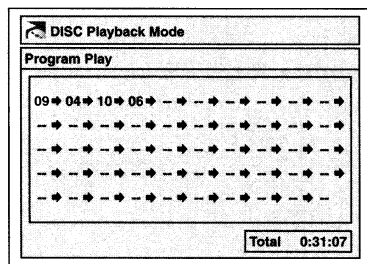 DISC Playback Mode
Program Play
09➡04➡10➡06➡–➡–➡–➡–➡–➡–➡–➡
–➡–➡–➡–➡–➡–➡–➡–➡–➡–➡–➡–➡
–➡–➡–➡–➡–➡–➡–➡–➡–➡–➡–➡–➡
–➡–➡–➡–➡–➡–➡–➡–➡–➡–➡–➡–➡
–➡–➡–➡–➡–➡–➡–➡–➡–➡–➡–➡–
Total 0:31:07